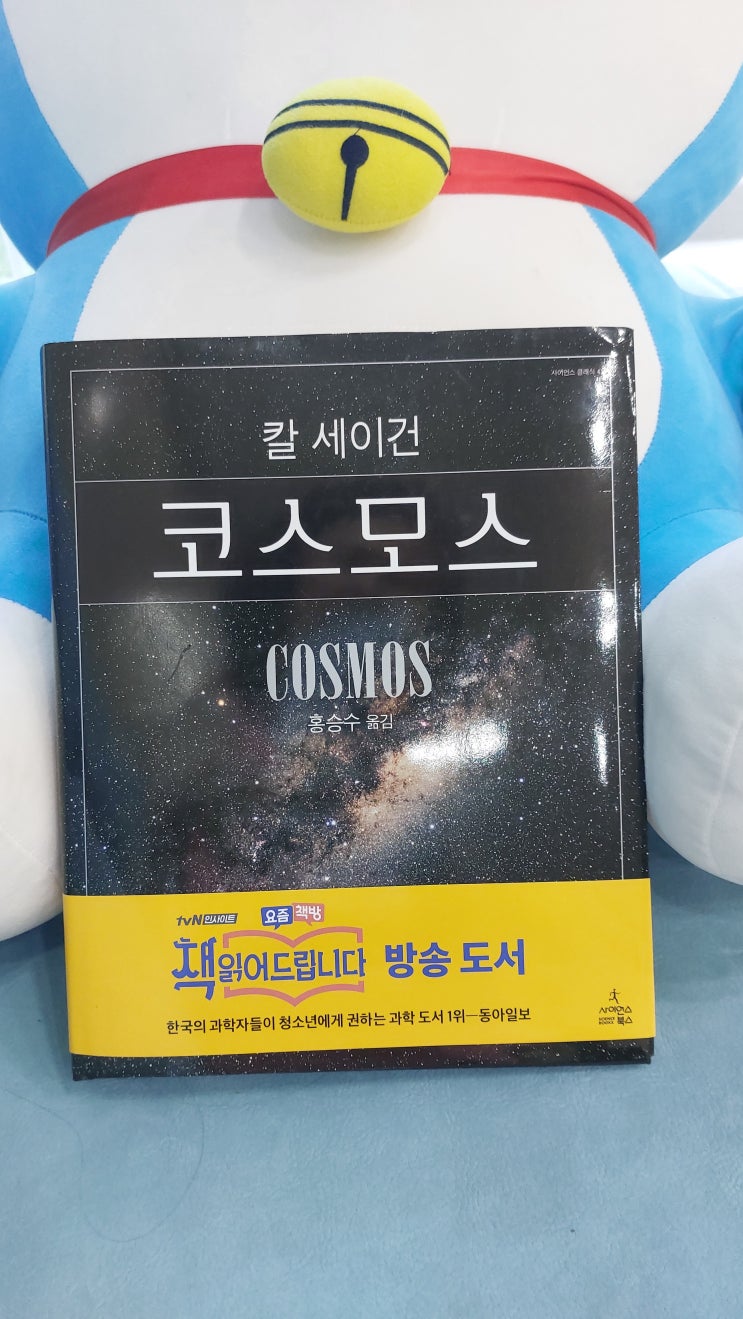 사이언스 클래식
칼 세이건
코스모스
COSMOS
홍승수 옮김
tvN 인사이트
요즘 책방
책 읽어드립니다 방송 도서
한국의 과학자들이 청소년에게 권하는 과학 도서 1위—동아일보
사이언스
SCIENCE BOOKS 북스